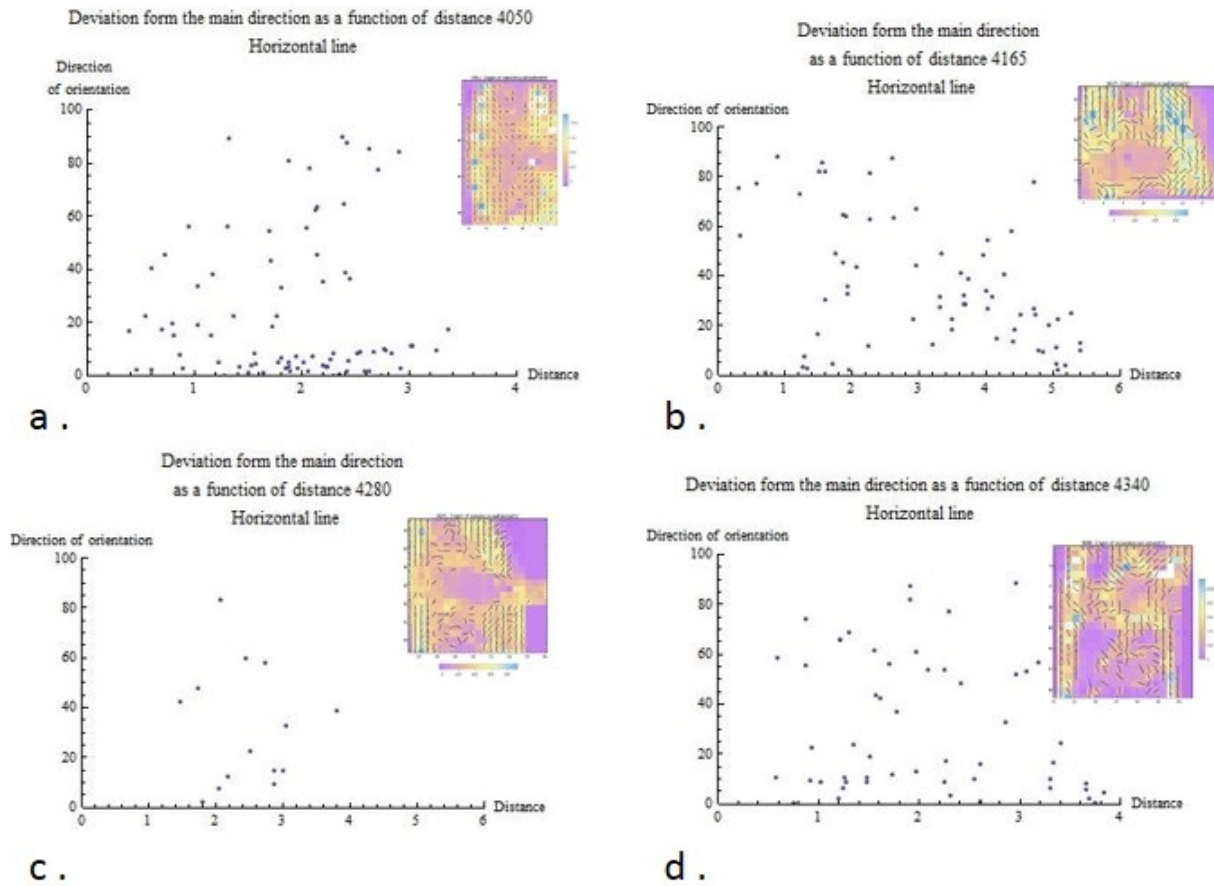 Deviation form the main direction as a function of distance 4050
Horizontal line
Direction
of orientation
100
80
60
40
20
0
0 1 2 3 4
Distance
a .
Deviation form the main direction
as a function of distance 4165
Horizontal line
Direction of orientation
100
80
60
40
20
0
0 1 2 3 4 5 6
Distance
b .
Deviation form the main direction
as a function of distance 4280
Horizontal line
Direction of orientation
100
80
60
40
20
0
0 1 2 3 4 5 6
Distance
c .
Deviation form the main direction as a function of distance 4340
Horizontal line
Direction of orientation
100
80
60
40
20
0
0 1 2 3 4
Distance
d .